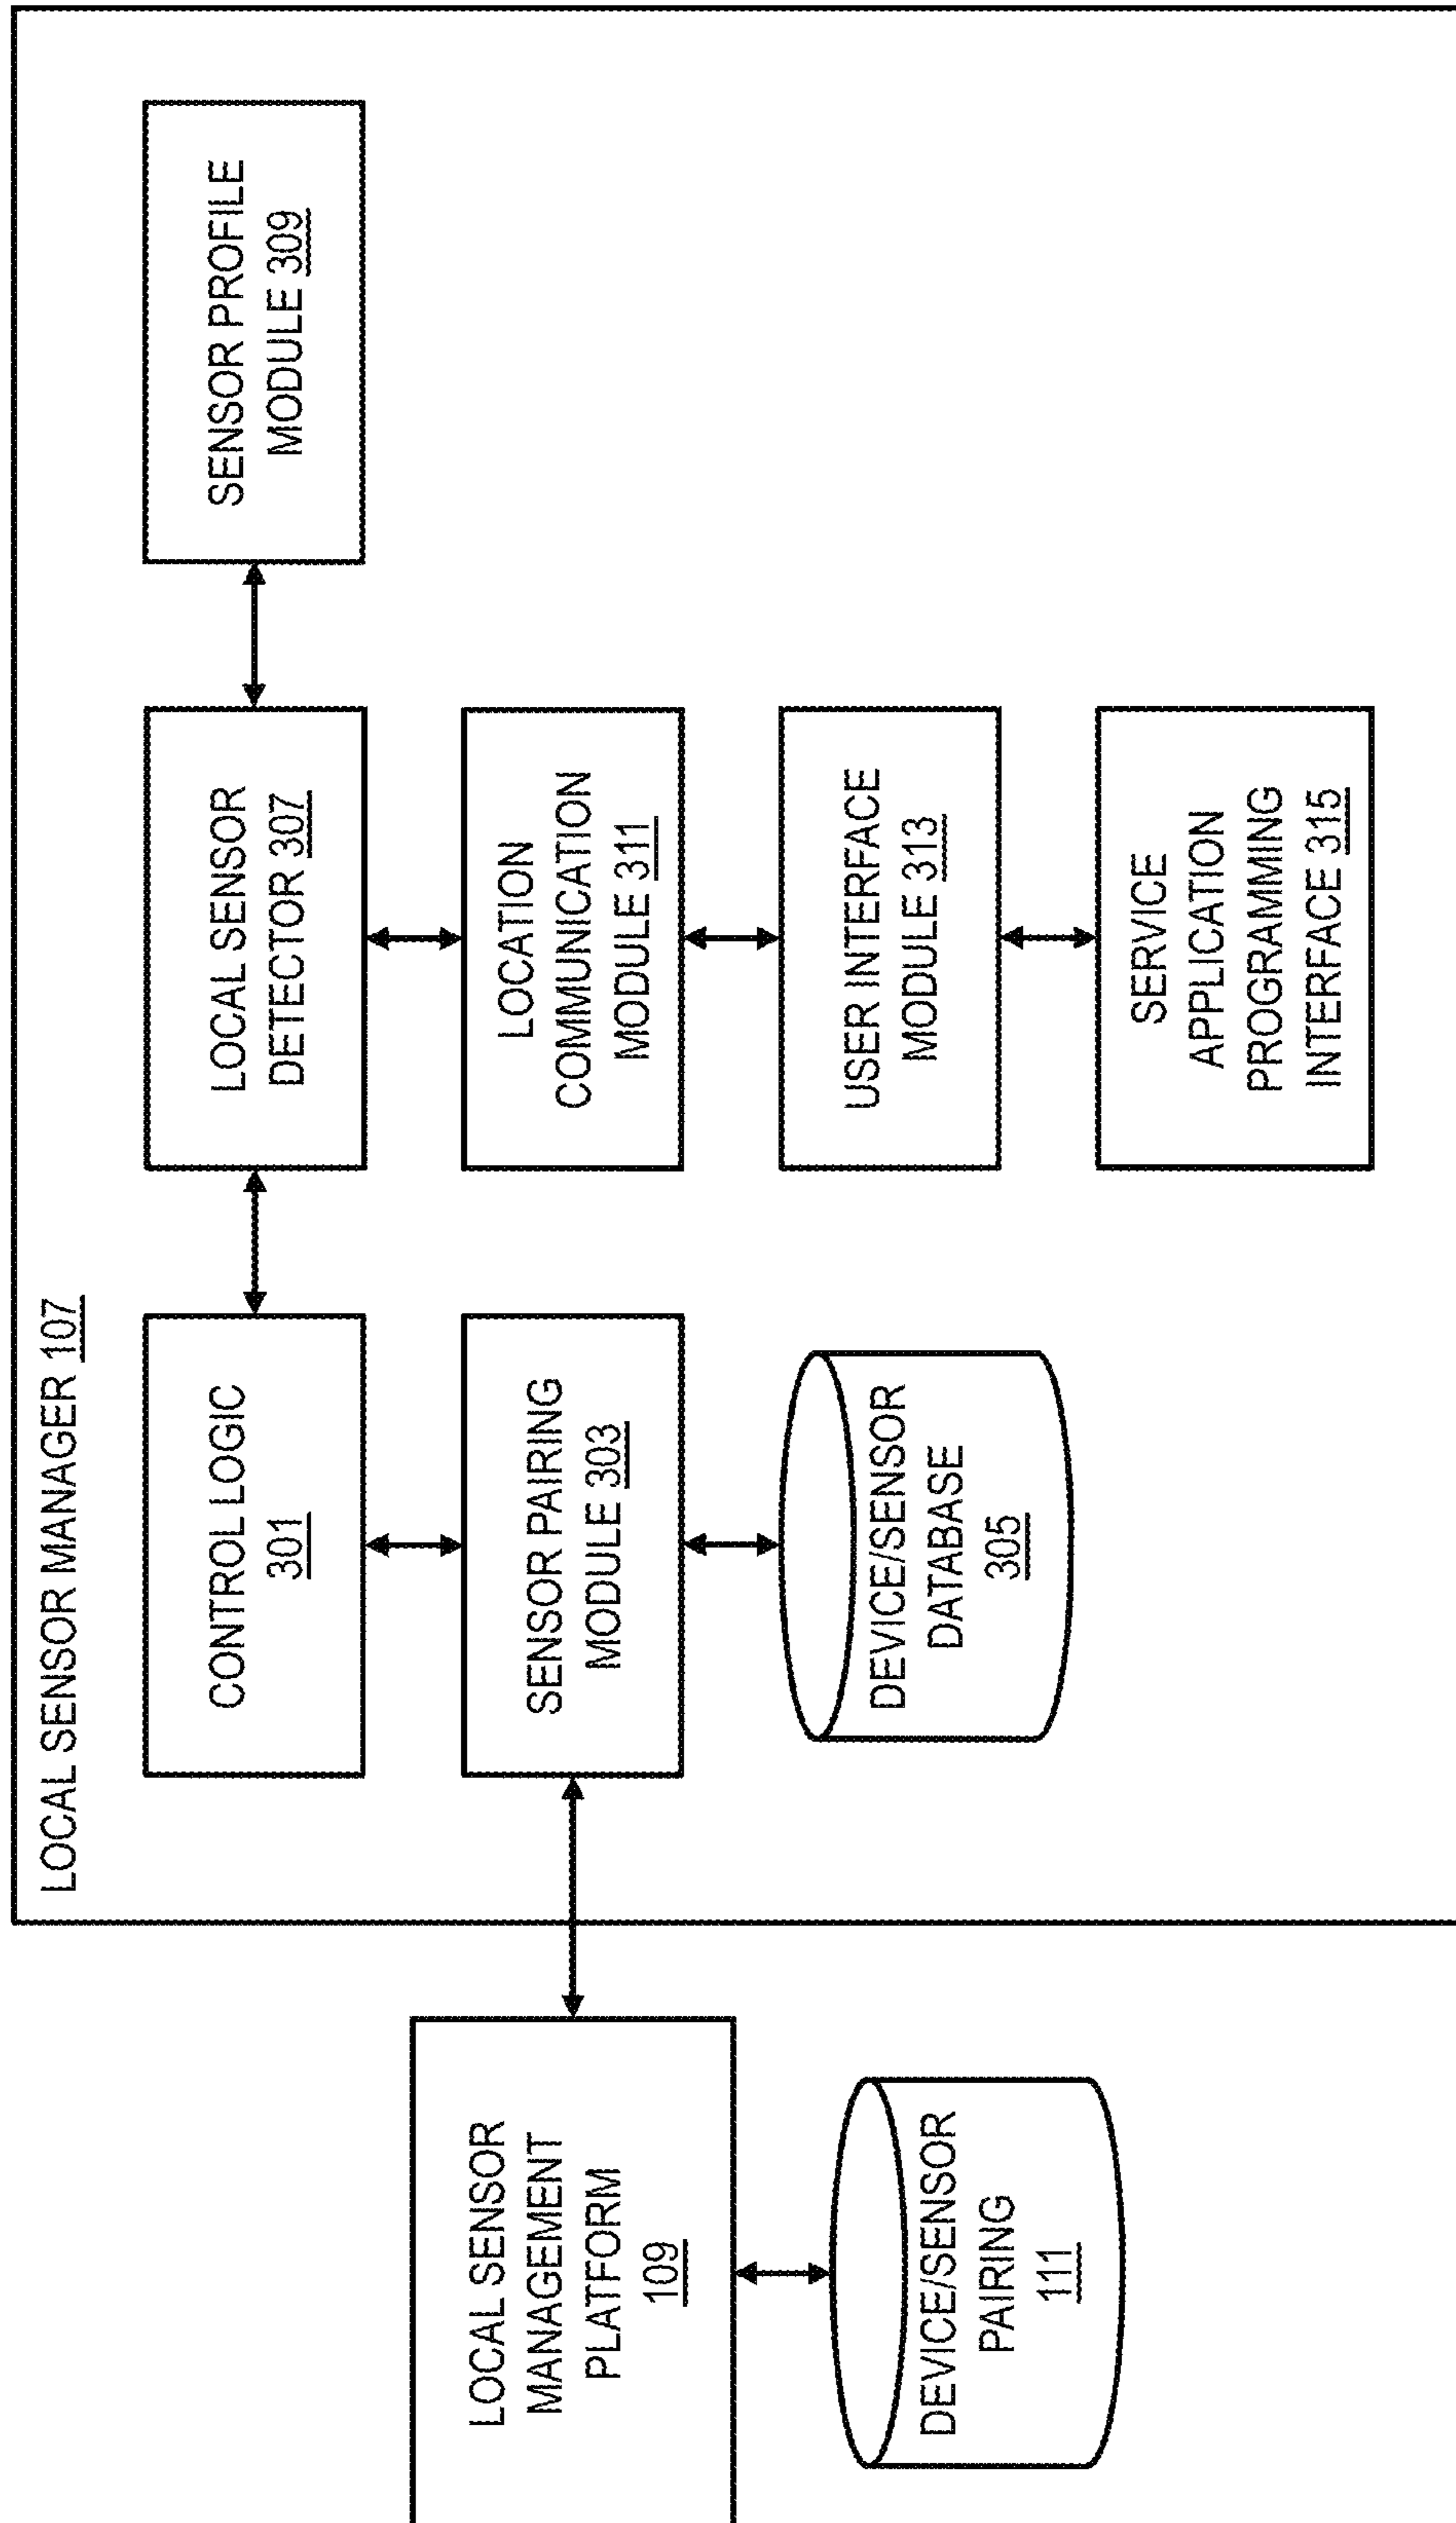 LOCAL SENSOR MANAGER 107
CONTROL LOGIC
301
LOCAL SENSOR
DETECTOR 307
SENSOR PROFILE
MODULE 309
LOCAL SENSOR
MANAGEMENT
PLATFORM
109
SENSOR PAIRING
MODULE 303
LOCATION
COMMUNICATION
MODULE 311
DEVICE/SENSOR
PAIRING
111
DEVICE/SENSOR
DATABASE
305
USER INTERFACE
MODULE 313
SERVICE
APPLICATION
PROGRAMMING
INTERFACE 315